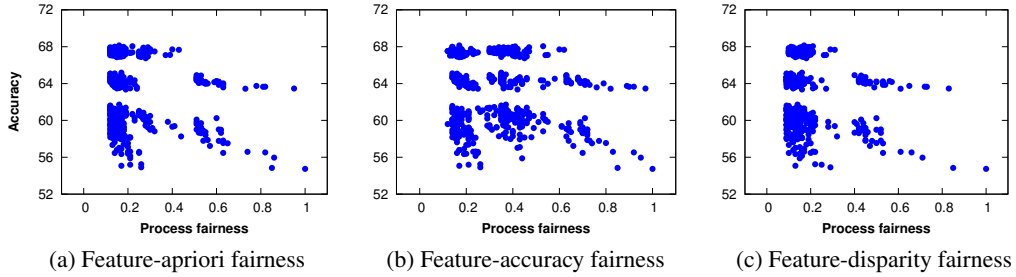 72
68
64
60
56
52
Accuracy
0 0.2 0.4 0.6 0.8 1
Process fairness
(a) Feature-apriori fairness
72
68
64
60
56
52
0 0.2 0.4 0.6 0.8 1
Process fairness
(b) Feature-accuracy fairness
72
68
64
60
56
52
0 0.2 0.4 0.6 0.8 1
Process fairness
(c) Feature-disparity fairness